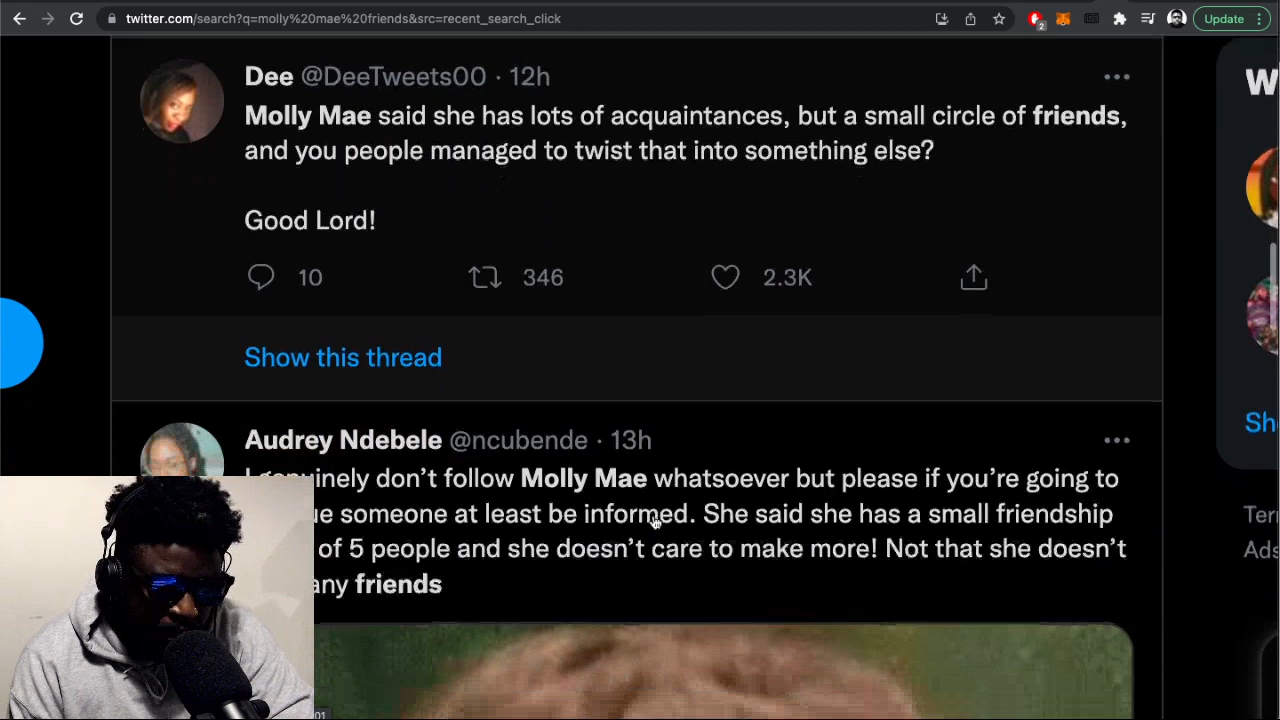 twitter.com/search?q=molly%20mae%20friends&src=recent_search_click
2
Update
Dee @DeeTweets00 · 12h
Molly Mae said she has lots of acquaintances, but a small circle of friends,
and you people managed to twist that into something else?
Good Lord!
10 346 2.3K
Show this thread
W
Sh
Audrey Ndebele @ncubende · 13h
I genuinely don’t follow Molly Mae whatsoever but please if you’re going to
ue someone at least be informed. She said she has a small friendship
of 5 people and she doesn’t care to make more! Not that she doesn’t
any friends
Ter
Ads
01